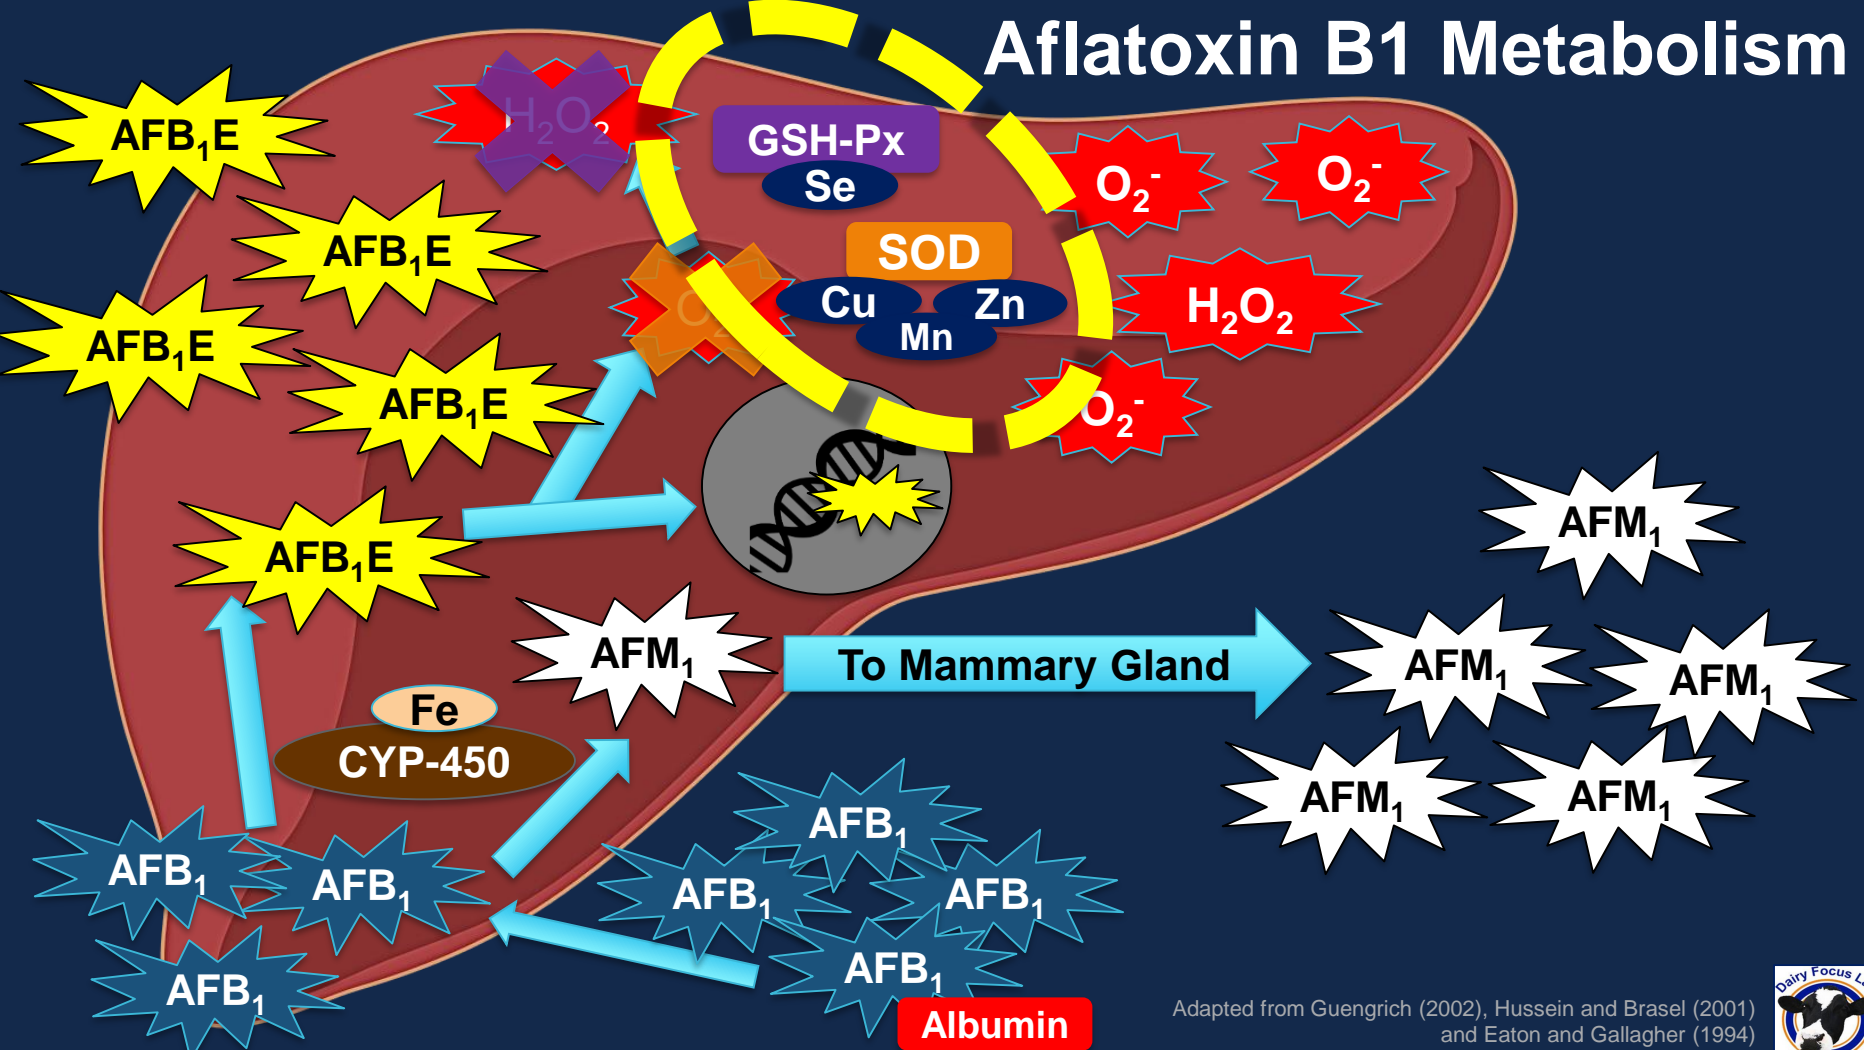 Aflatoxin B1 Metabolism
AFB₁E
H₂O₂
GSH-Px
Se
O₂⁻
O₂⁻
AFB₁E
SOD
Cu
Zn
Mn
H₂O₂
AFB₁E
AFB₁E
O₂⁻
AFB₁E
AFM₁
AFM₁
To Mammary Gland
AFM₁
AFM₁
Fe
CYP-450
AFM₁
AFM₁
AFB₁
AFB₁
AFB₁
AFB₁
AFB₁
AFB₁
AFB₁
Albumin
Adapted from Guengrich (2002), Hussein and Brasel (2001)
and Eaton and Gallagher (1994)
Dairy Focus